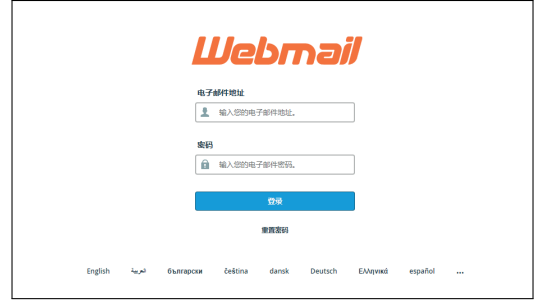 Webmail
电子邮件地址
输入您的电子邮件地址。
密码
输入您的电子邮件密码。
登录
重置密码
English العربية български čeština dansk Deutsch Ελληνικά español ...